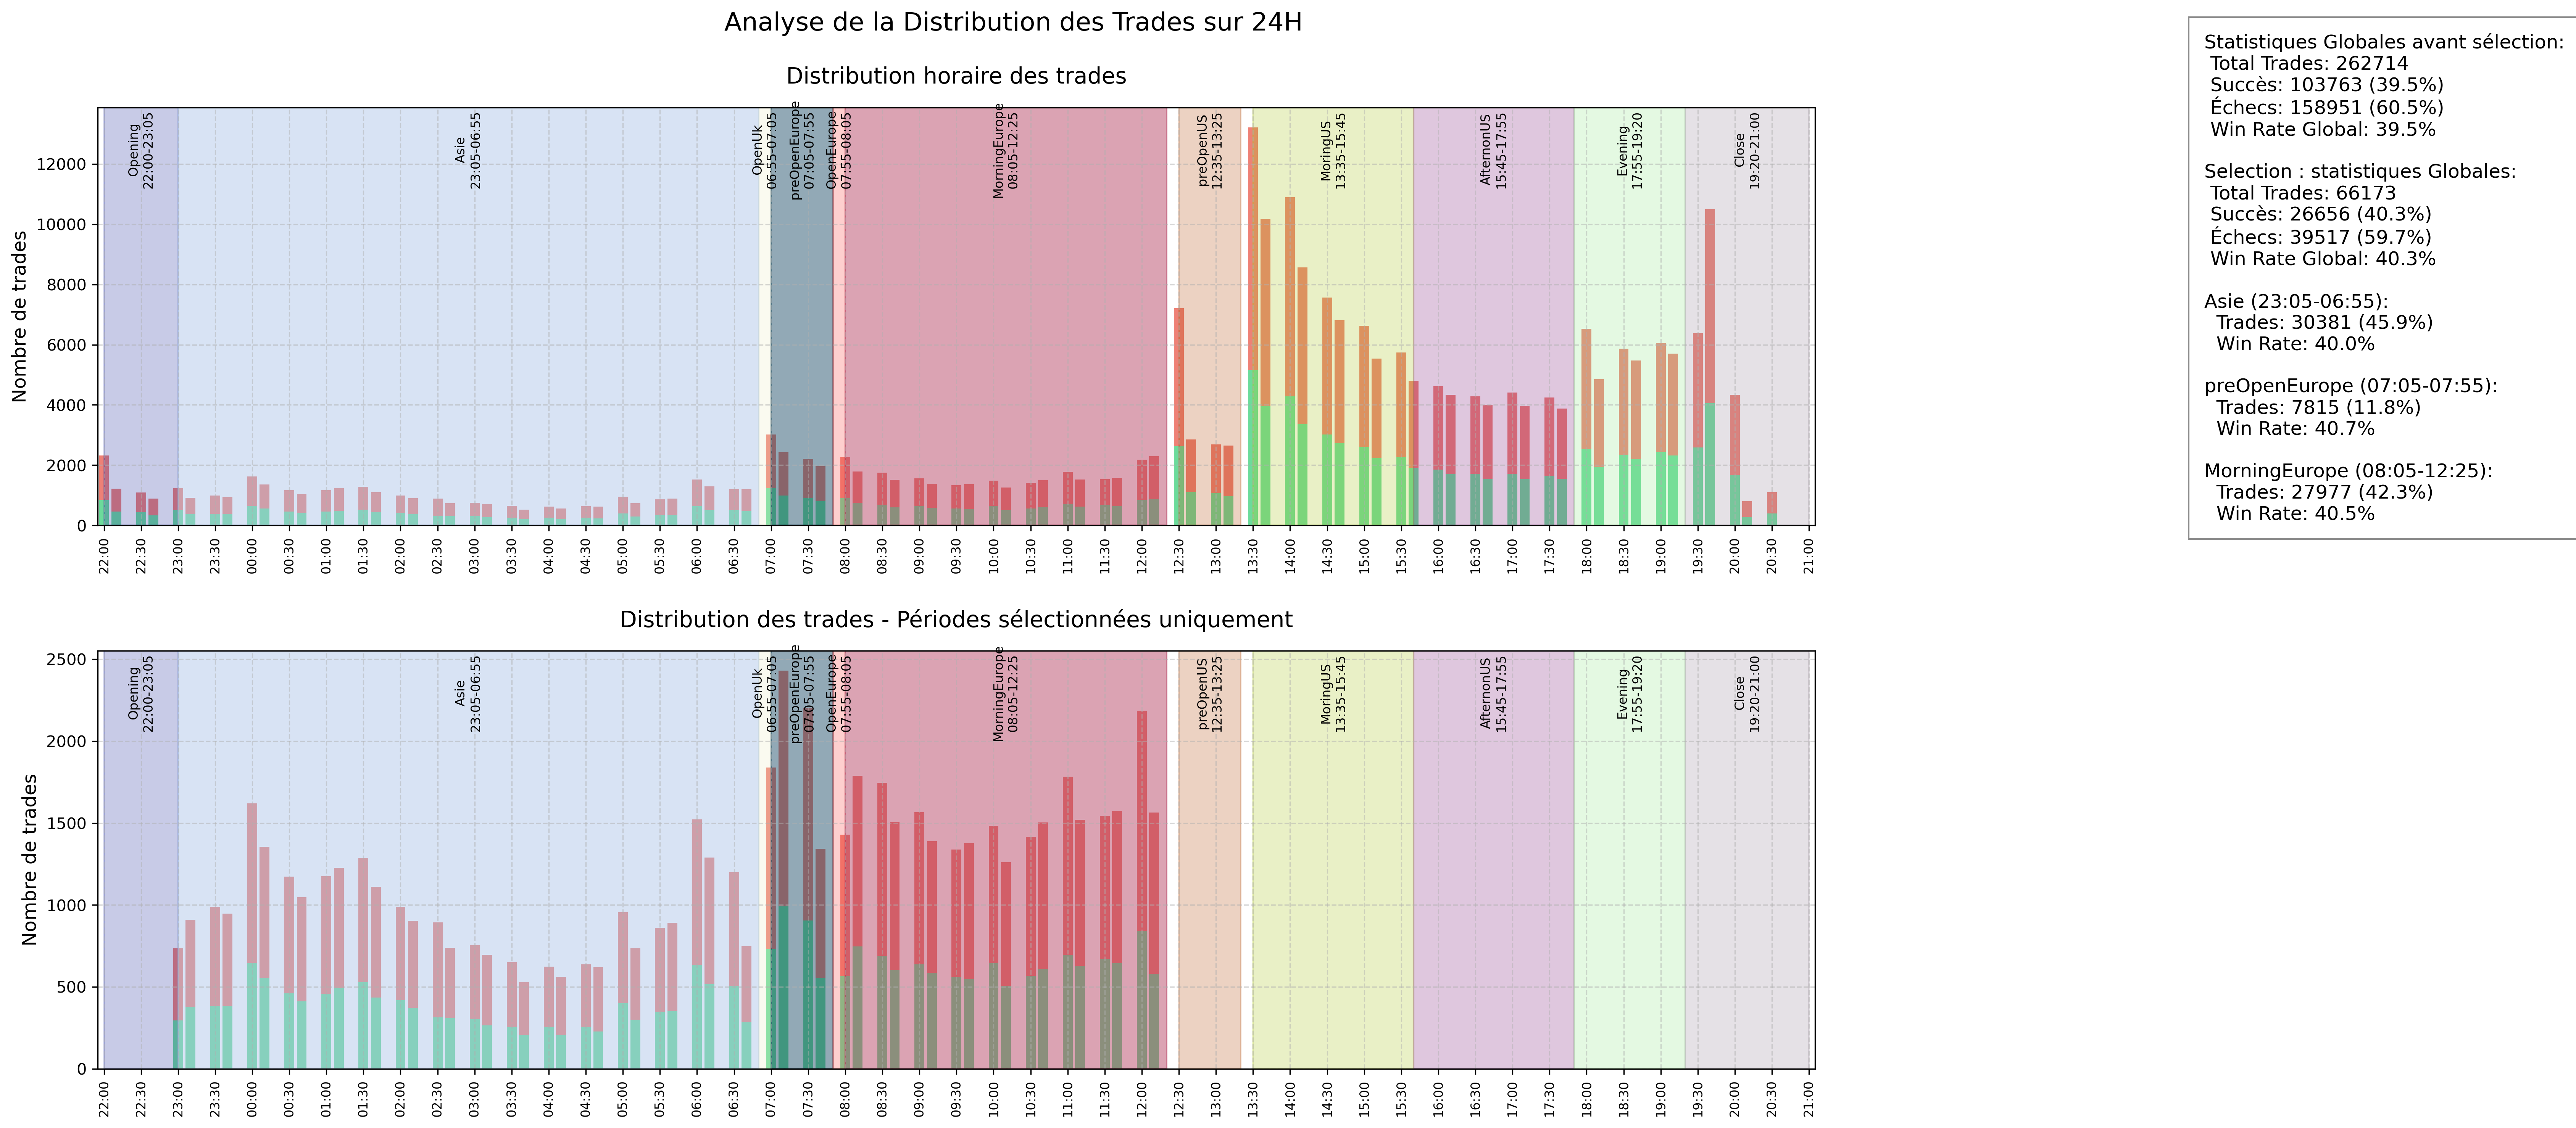 Analyse de la Distribution des Trades sur 24H
Distribution horaire des trades
Nombre de trades
12000
10000
8000
6000
4000
2000
0
Opening
22:00-23:05
Asie
23:05-06:55
OpenUk
06:55-07:05
preOpenEurope
07:05-07:55
OpenEurope
07:55-08:05
MorningEurope
08:05-12:25
preOpenUS
12:35-13:25
MoringUS
13:35-15:45
AfternonUS
15:45-17:55
Evening
17:55-19:20
Close
19:20-21:00
22:00
22:30
23:00
23:30
00:00
00:30
01:00
01:30
02:00
02:30
03:00
03:30
04:00
04:30
05:00
05:30
06:00
06:30
07:00
07:30
08:00
08:30
09:00
09:30
10:00
10:30
11:00
11:30
12:00
12:30
13:00
13:30
14:00
14:30
15:00
15:30
16:00
16:30
17:00
17:30
18:00
18:30
19:00
19:30
20:00
20:30
21:00
Distribution des trades - Périodes sélectionnées uniquement
Nombre de trades
2500
2000
1500
1000
500
0
Opening
22:00-23:05
Asie
23:05-06:55
OpenUk
06:55-07:05
preOpenEurope
07:05-07:55
OpenEurope
07:55-08:05
MorningEurope
08:05-12:25
preOpenUS
12:35-13:25
MoringUS
13:35-15:45
AfternonUS
15:45-17:55
Evening
17:55-19:20
Close
19:20-21:00
22:00
22:30
23:00
23:30
00:00
00:30
01:00
01:30
02:00
02:30
03:00
03:30
04:00
04:30
05:00
05:30
06:00
06:30
07:00
07:30
08:00
08:30
09:00
09:30
10:00
10:30
11:00
11:30
12:00
12:30
13:00
13:30
14:00
14:30
15:00
15:30
16:00
16:30
17:00
17:30
18:00
18:30
19:00
19:30
20:00
20:30
21:00
Statistiques Globales avant sélection:
Total Trades: 262714
Succès: 103763 (39.5%)
Échecs: 158951 (60.5%)
Win Rate Global: 39.5%
Selection : statistiques Globales:
Total Trades: 66173
Succès: 26656 (40.3%)
Échecs: 39517 (59.7%)
Win Rate Global: 40.3%
Asie (23:05-06:55):
Trades: 30381 (45.9%)
Win Rate: 40.0%
preOpenEurope (07:05-07:55):
Trades: 7815 (11.8%)
Win Rate: 40.7%
MorningEurope (08:05-12:25):
Trades: 27977 (42.3%)
Win Rate: 40.5%